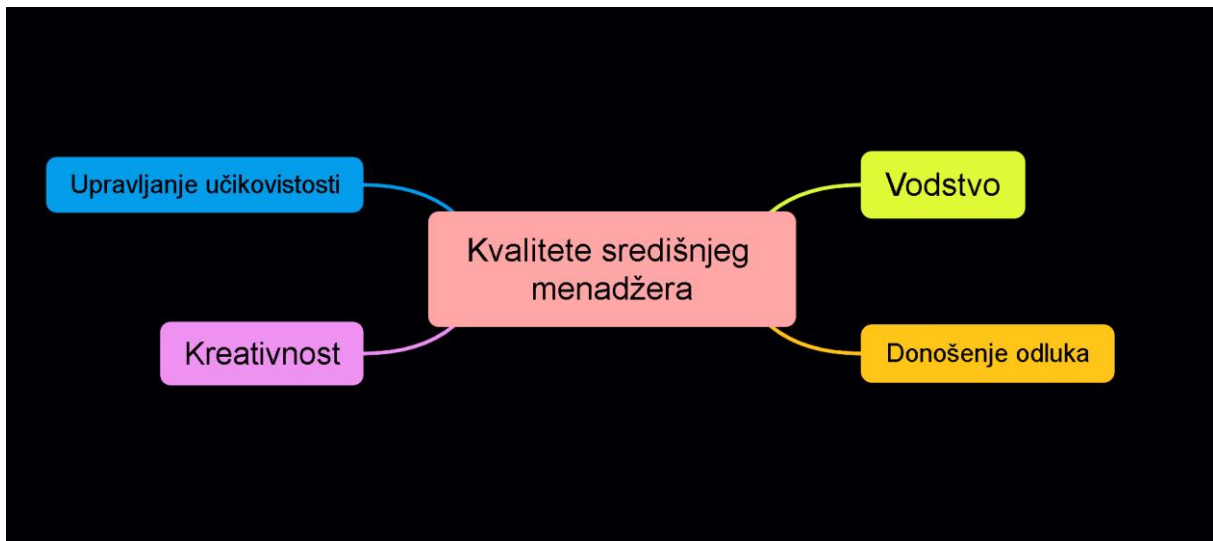 Upravljanje učikovistosti
Vodstvo
Kvalitete središnjeg
menadžera
Kreativnost
Donošenje odluka